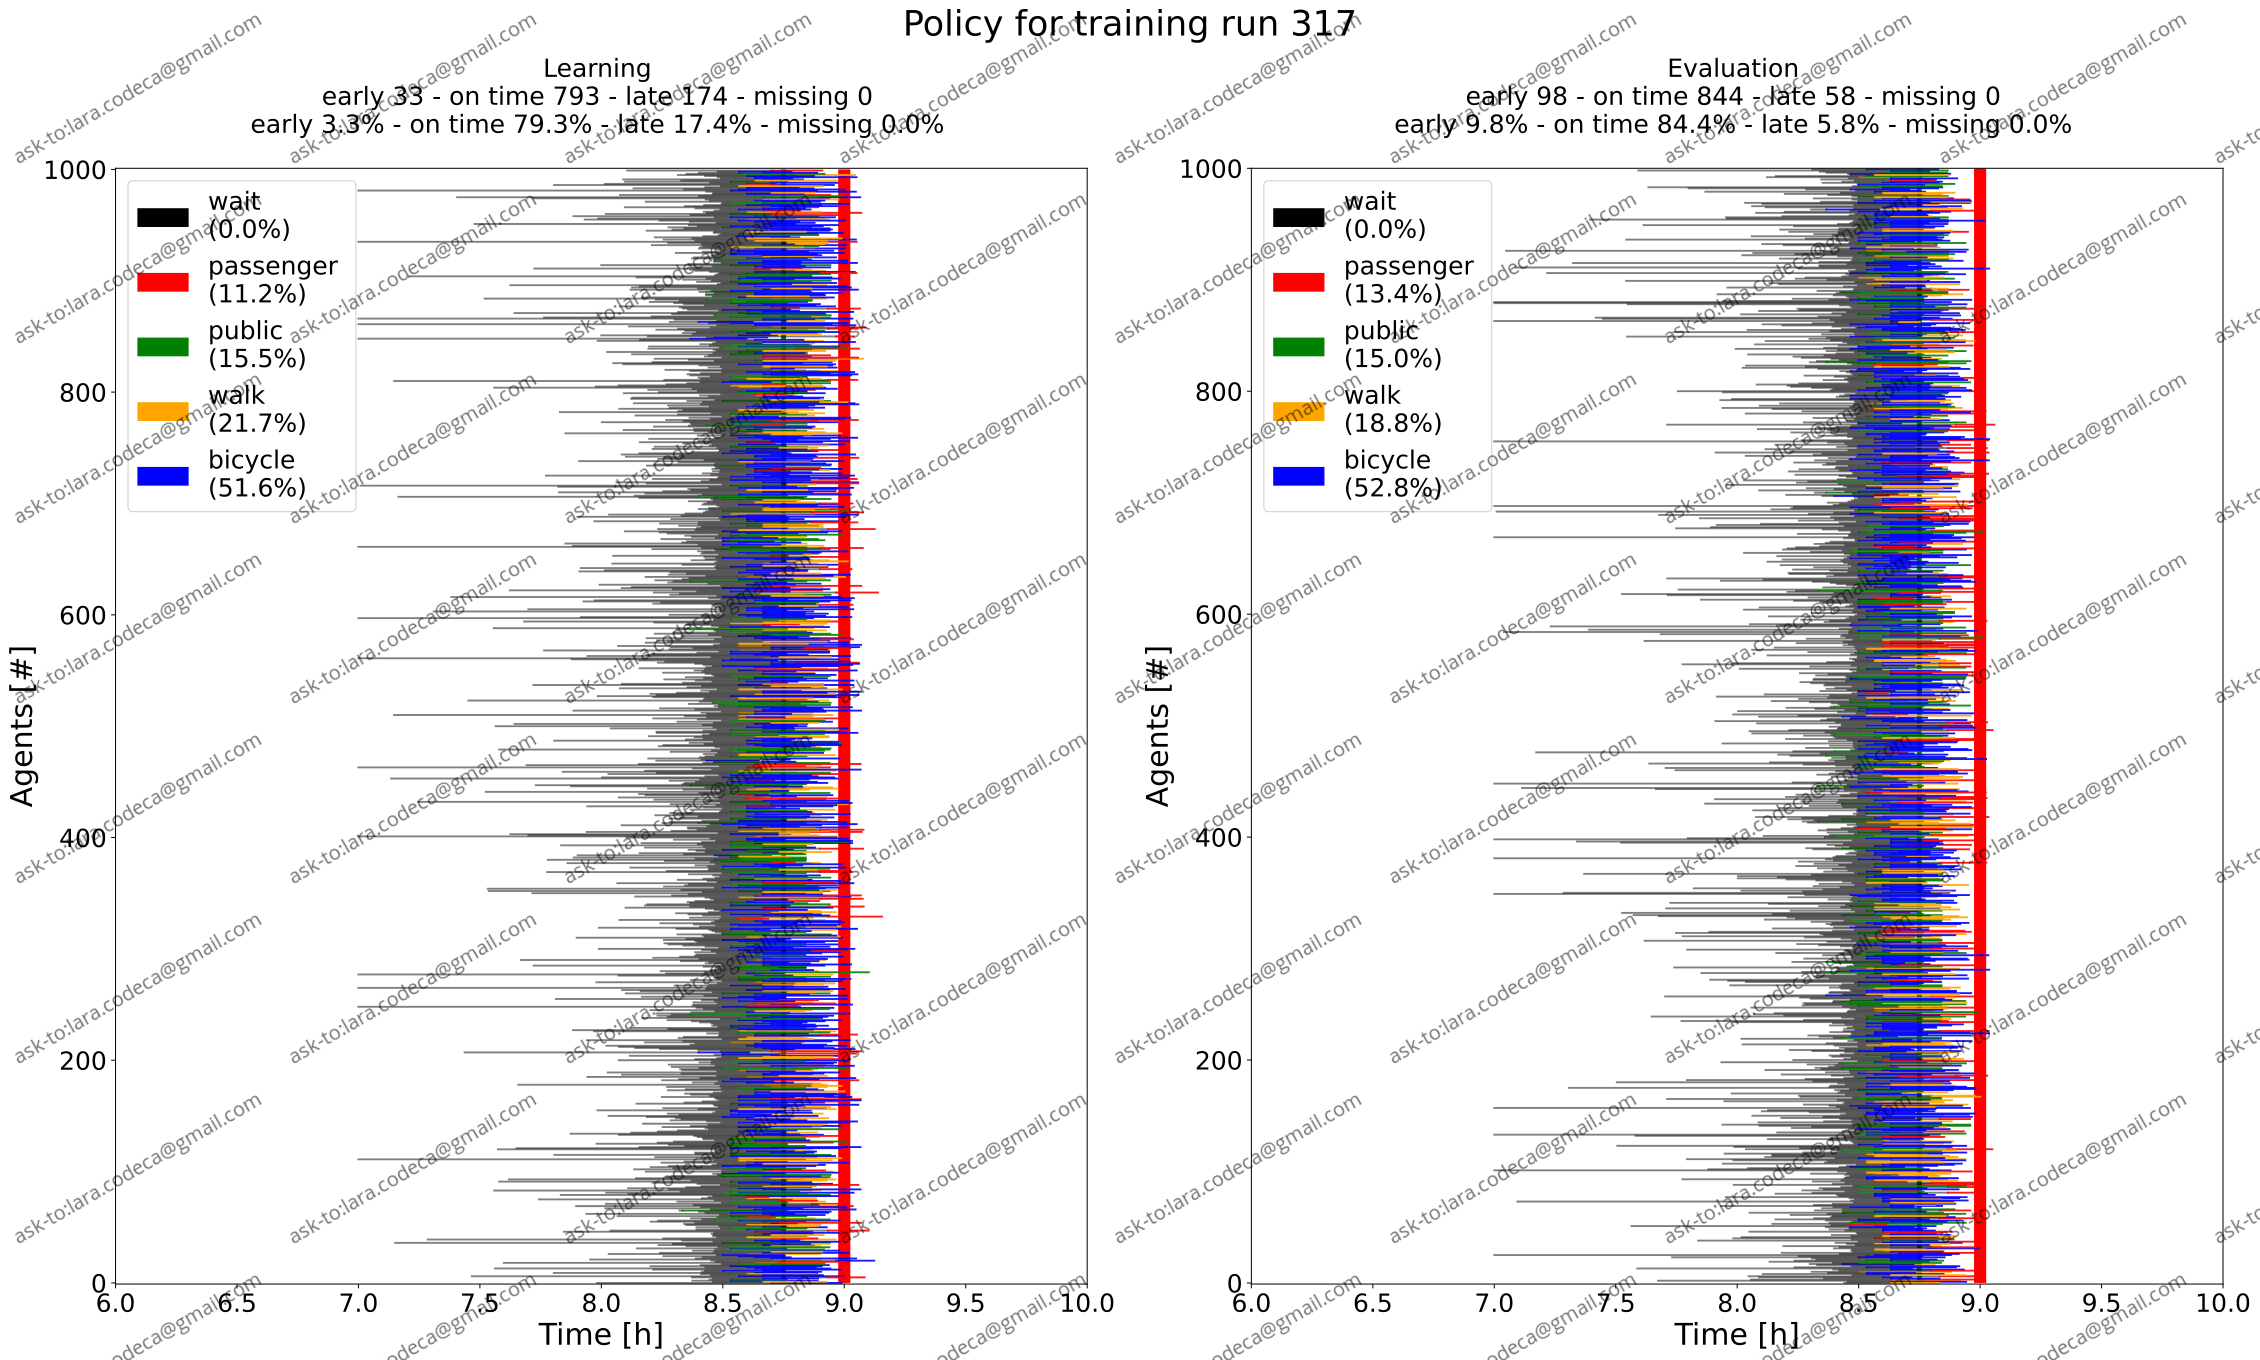 Policy for training run 317
Learning
early 33 - on time 793 - late 174 - missing 0
early 3.3% - on time 79.3% - late 17.4% - missing 0.0%
1000
800
600
400
200
0
Agents [#]
wait
(0.0%)
passenger
(11.2%)
public
(15.5%)
walk
(21.7%)
bicycle
(51.6%)
6.0 6.5 7.0 7.5 8.0 8.5 9.0 9.5 10.0
Time [h]
Evaluation
early 98 - on time 844 - late 58 - missing 0
early 9.8% - on time 84.4% - late 5.8% - missing 0.0%
1000
800
600
400
200
0
Agents [#]
wait
(0.0%)
passenger
(13.4%)
public
(15.0%)
walk
(18.8%)
bicycle
(52.8%)
6.0 6.5 7.0 7.5 8.0 8.5 9.0 9.5 10.0
Time [h]
ask-to:lara.codeca@gmail.com